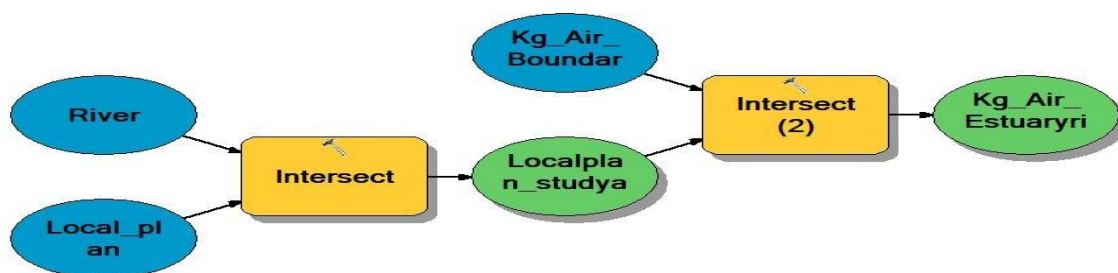 River
Local_pl
an
Intersect
Localpla
n_studya
Kg_Air_
Boundar
Intersect
(2)
Kg_Air_
Estuaryri